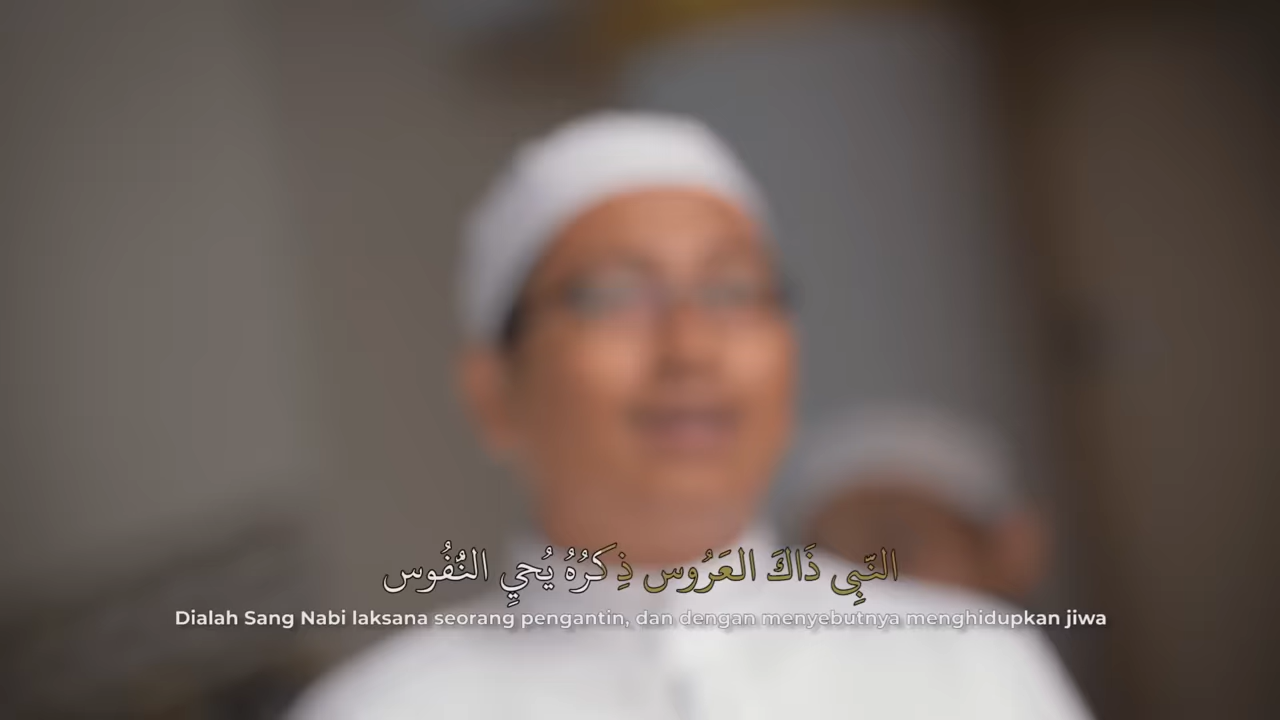 النَّبِى ذَاكَ العَرُوس ذِكرُهُ يُحيِ النُّفُوس
Dialah Sang Nabi laksana seorang pengantin, dan dengan menyebutnya menghidupkan jiwa